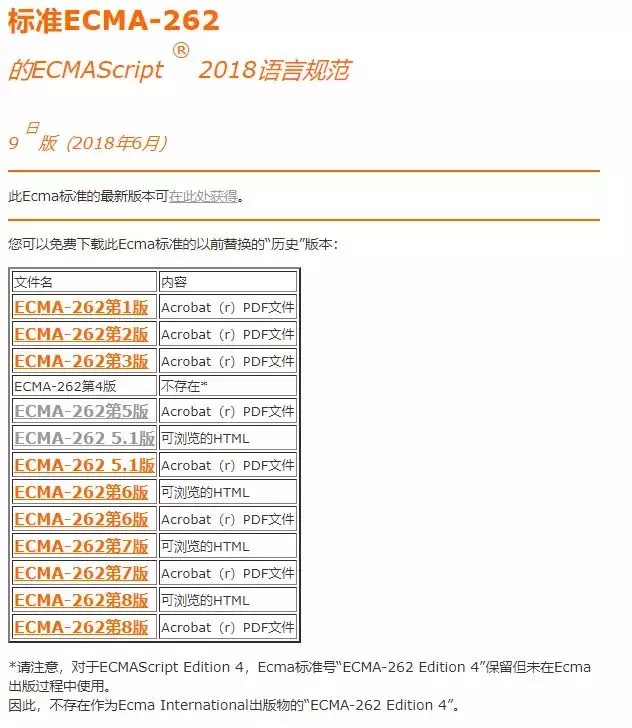 标准ECMA-262
的ECMAScript ® 2018语言规范
9 日版（2018年6月）
此Ecma标准的最新版本可在此处获得。
您可以免费下载此Ecma标准的以前替换的“历史”版本：
文件名 内容
ECMA-262第1版 Acrobat（r）PDF文件
ECMA-262第2版 Acrobat（r）PDF文件
ECMA-262第3版 Acrobat（r）PDF文件
ECMA-262第4版 不存在*
ECMA-262第5版 Acrobat（r）PDF文件
ECMA-262 5.1版 可浏览的HTML
ECMA-262 5.1版 Acrobat（r）PDF文件
ECMA-262第6版 可浏览的HTML
ECMA-262第6版 Acrobat（r）PDF文件
ECMA-262第7版 可浏览的HTML
ECMA-262第7版 Acrobat（r）PDF文件
ECMA-262第8版 可浏览的HTML
ECMA-262第8版 Acrobat（r）PDF文件
*请注意，对于ECMAScript Edition 4，Ecma标准号“ECMA-262 Edition 4”保留但未在Ecma
出版过程中使用。
因此，不存在作为Ecma International出版物的“ECMA-262 Edition 4”。